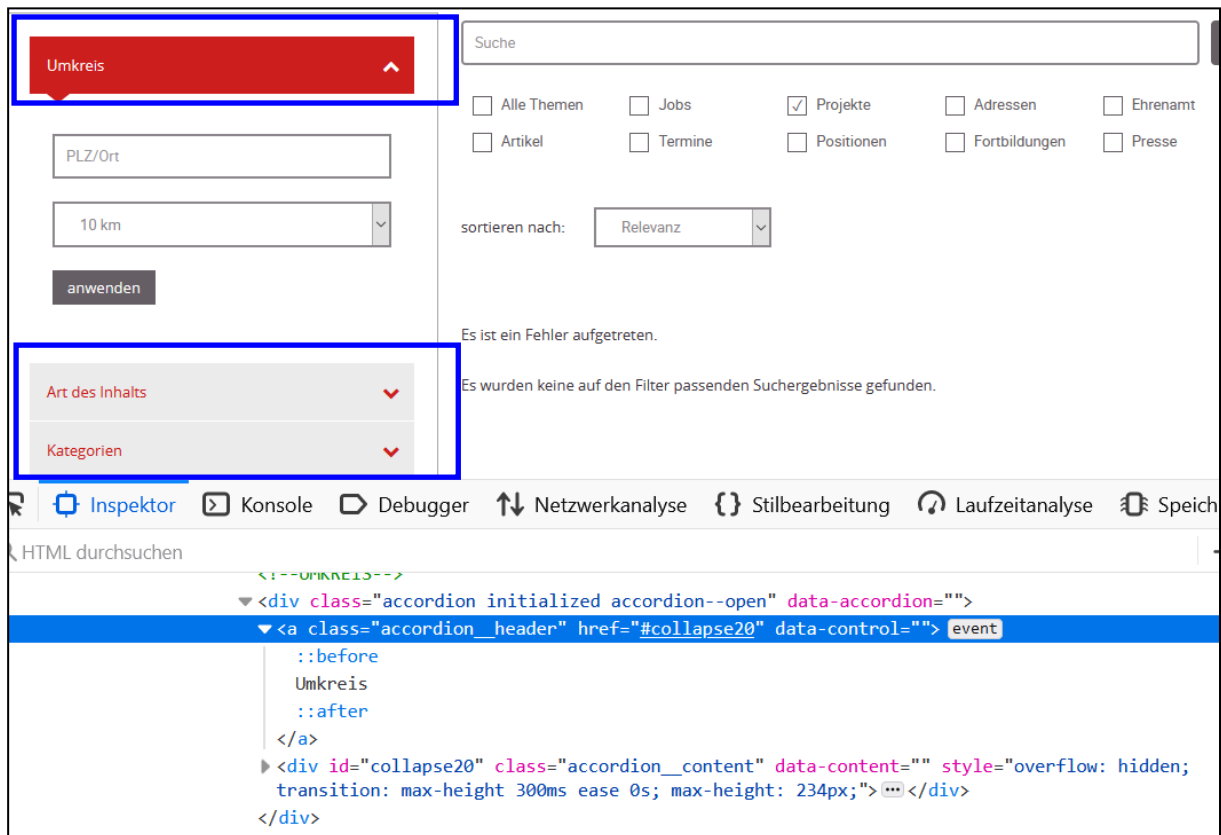 Umkreis
PLZ/Ort
10 km
anwenden
Art des Inhalts
Kategorien
Suche
Alle Themen Jobs Projekte Adressen Ehrenamt
Artikel Termine Positionen Fortbildungen Presse
sortieren nach: Relevanz
Es ist ein Fehler aufgetreten.
Es wurden keine auf den Filter passenden Suchergebnisse gefunden.
Inspektor Konsole Debugger Netzwerkanalyse {} Stilbearbeitung Laufzeitanalyse Speich
HTML durchsuchen
<!--UMKREIS-->
<div class="accordion initialized accordion--open" data-accordion="">
<a class="accordion__header" href="#collapse20" data-control=""> event
::before
Umkreis
::after
</a>
<div id="collapse20" class="accordion__content" data-content="" style="overflow: hidden;
transition: max-height 300ms ease 0s; max-height: 234px;"> ••• </div>
</div>